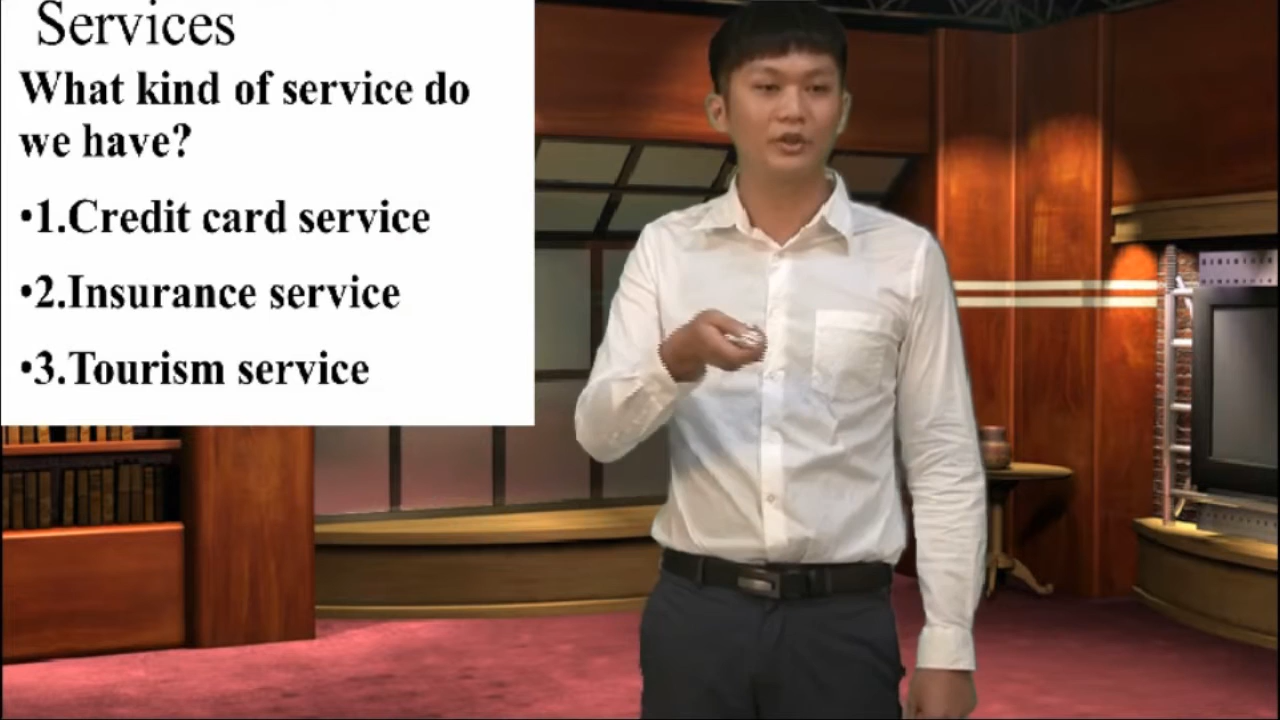 Services
What kind of service do
we have?
•1.Credit card service
•2.Insurance service
•3.Tourism service